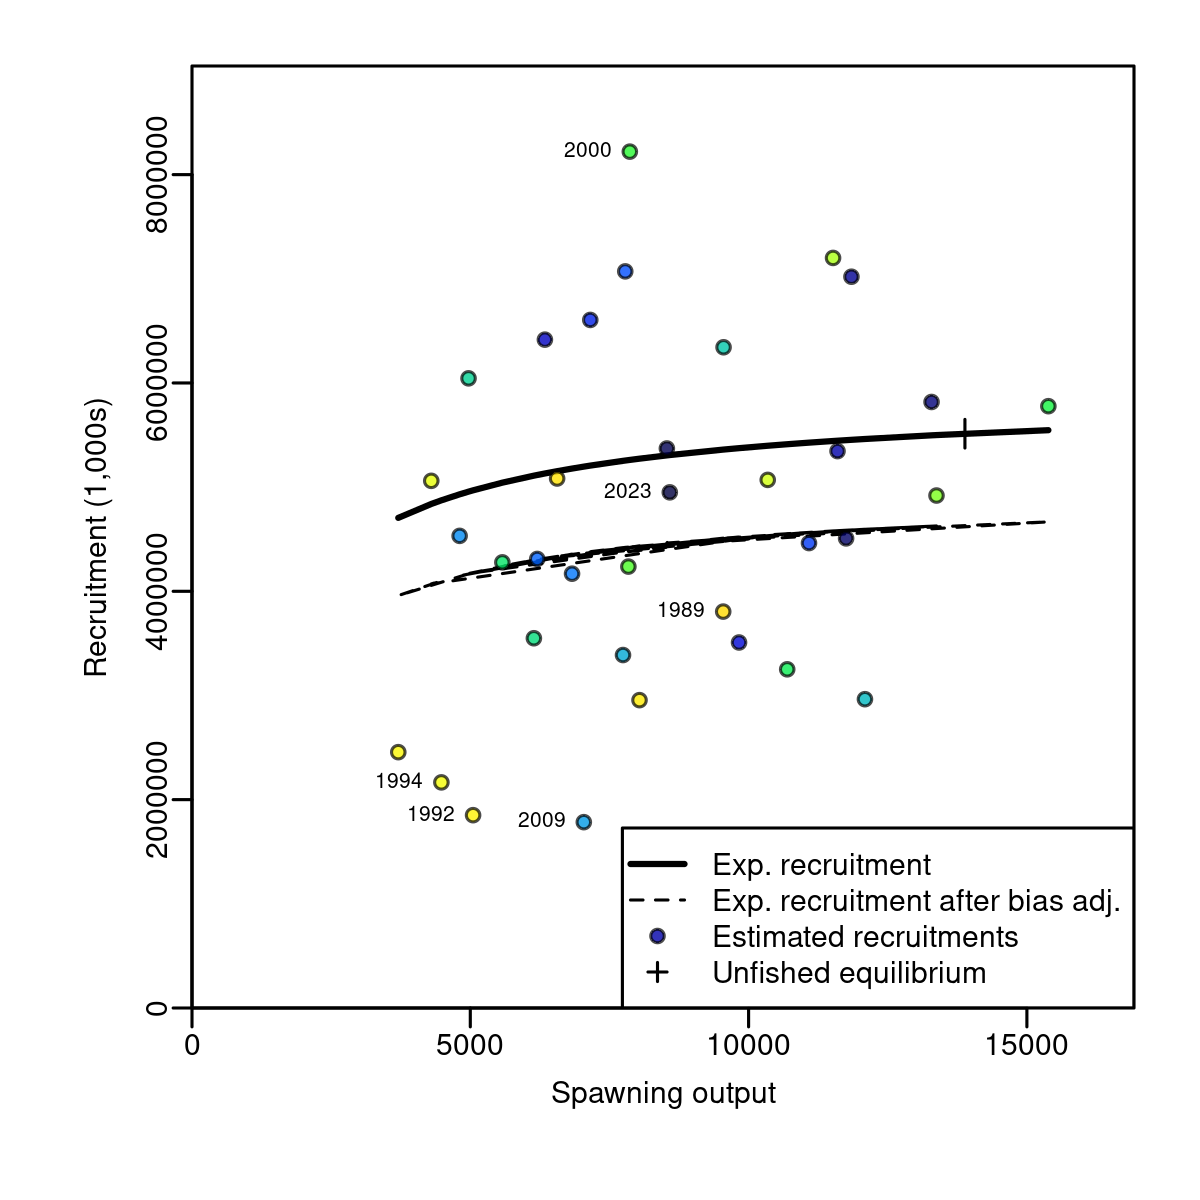 8000000
6000000
4000000
2000000
0
Recruitment (1,000s)
2000
2023
1989
1994
1992
2009
Exp. recruitment
Exp. recruitment after bias adj.
Estimated recruitments
Unfished equilibrium
0
5000
10000
15000
Spawning output